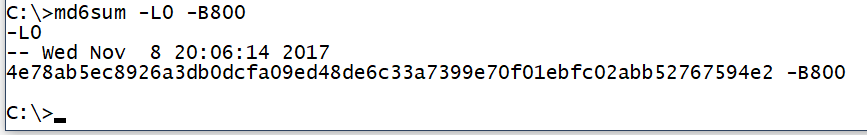 C:\>md6sum -L0 -B800
-L0
-- Wed Nov  8 20:06:14 2017
4e78ab5ec8926a3db0dcfa09ed48de6c33a7399e70f01ebfc02abb52767594e2 -B800
C:\>_